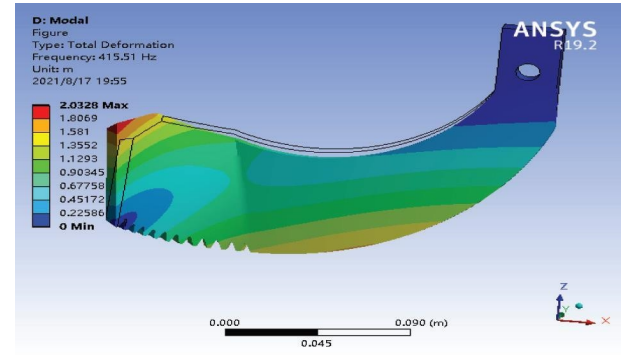 D: Modal
Figure
Type: Total Deformation
Frequency: 415.51 Hz
Unit: m
2021/8/17 19:55
ANSYS
R19.2
2.0328 Max
1.8069
1.581
1.3552
1.1293
0.90345
0.67758
0.45172
0.22586
0 Min
0.000
0.090 (m)
0.045
Z
Y
X